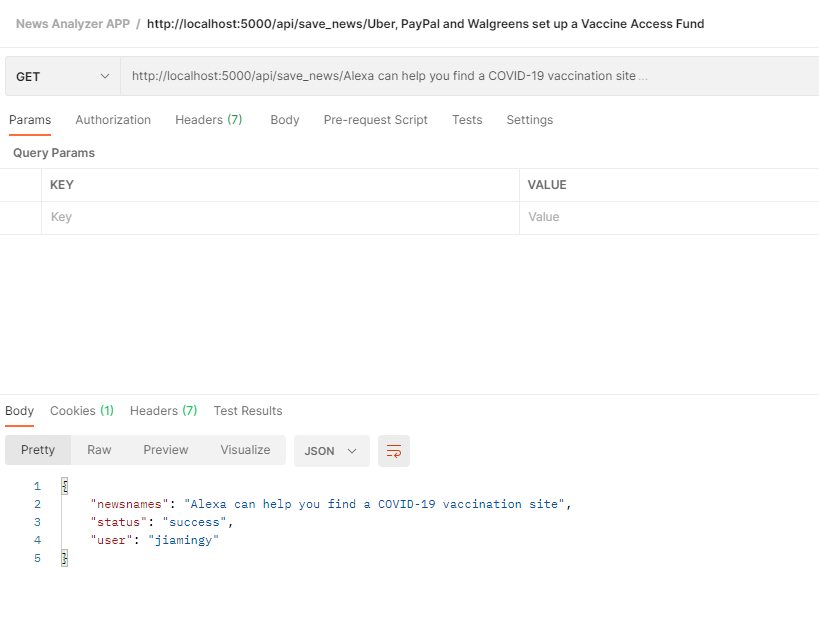 News Analyzer APP / http://localhost:5000/api/save_news/Uber, PayPal and Walgreens set up a Vaccine Access Fund
GET http://localhost:5000/api/save_news/Alexa can help you find a COVID-19 vaccination site ...
Params Authorization Headers (7) Body Pre-request Script Tests Settings
Query Params
KEY VALUE
Key Value
Body Cookies (1) Headers (7) Test Results
Pretty Raw Preview Visualize JSON
1 {
2 "newsnames": "Alexa can help you find a COVID-19 vaccination site",
3 "status": "success",
4 "user": "jiamingy"
5 }